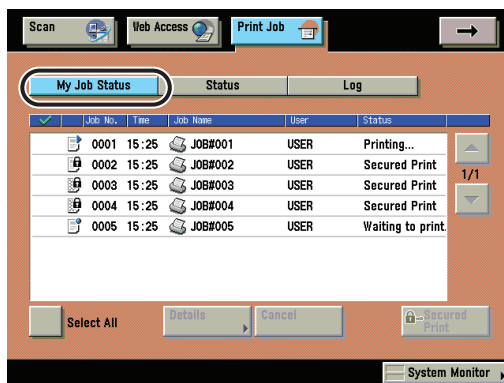 Scan Web Access Print Job
My Job Status Status Log
Job No. Time Job Name User Status
0001 15:25 JOB#001 USER Printing...
0002 15:25 JOB#002 USER Secured Print
1/1
0003 15:25 JOB#003 USER Secured Print
0004 15:25 JOB#004 USER Secured Print
0005 15:25 JOB#005 USER Waiting to print.
Select All Details Cancel Secured
Print
System Monitor